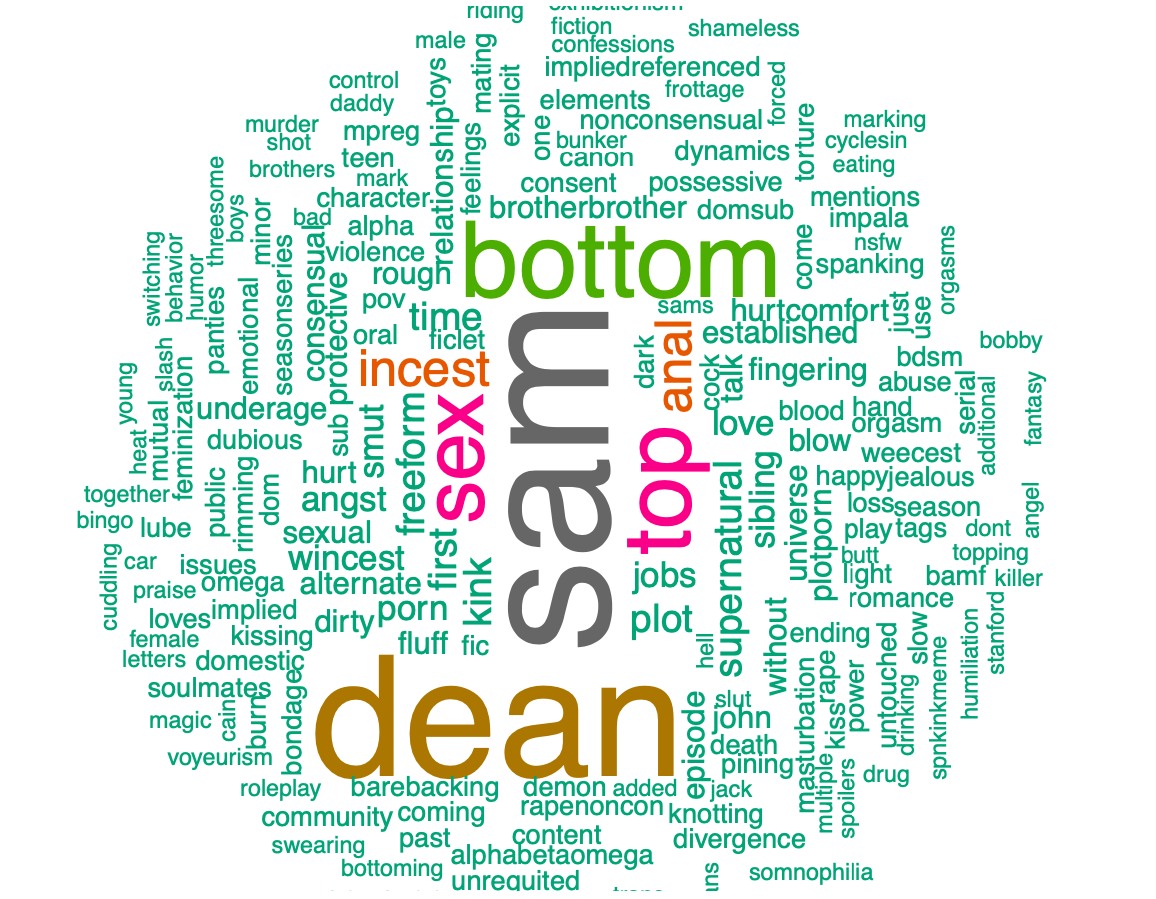 riding
exhibitionism
fiction
shameless
male
confessions
mating
impliedreferenced
control
toys
explicit
frottage
forced
daddy
elements
murder
mpreg
one
nonconsensual
torture
marking
shot
bunker
cyclesin
teen
relationship
feelings
canon
dynamics
eating
brothers
mark
consent
possessive
threesome
boys
minor
character
brotherbrother
domsub
mentions
bad
alpha
impala
bottom
come
nsfw
switching
behavior
humor
violence
spanking
orgasms
rough
seasonseries
consensual
protective
panties
emotional
pov
time
sams
hurtcomfort
just
use
oral
ficlet
established
bobby
slash
incest
sam
dark
anal
cock
talk
fingering
bdsm
young
abuse
serial
additional
fantasy
mutual
feminization
underage
sub
smut
freeform
sex
top
love
blood
hand
orgasm
heat
dubious
blow
weecest
hurt
happyjealous
together
public
rimming
dom
angst
supernatural
sibling
universe
plotporn
lossseason
angel
bingo
lube
sexual
play
tags
dont
cuddling
car
issues
wincest
first
kink
butt
topping
praise
omega
alternate
jobs
light
bamf
killer
loves
implied
dirty
porn
plot
romance
female
kissing
fluff
fic
hell
without
ending
slow
humiliation
stanford
letters
domestic
soulmates
dean
episode
slut
masturbation
rape
power
untouched
drinking
spnkinkmeme
magic
cain
burn
bondage
john
kiss
voyeurism
death
pining
multiple
spoilers
drug
roleplay
barebacking
demon
added
jack
community
coming
rapenoncon
knotting
swearing
past
content
divergence
bottoming
alphabetaomega
unrequited
somnophilia